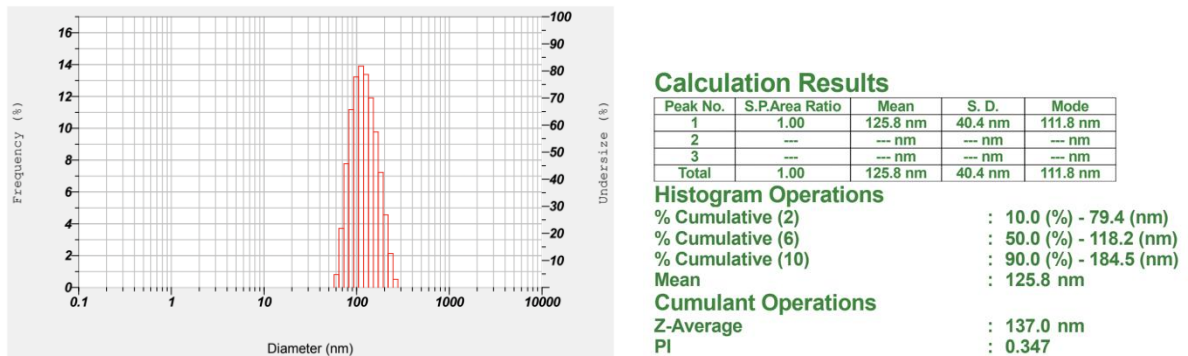 Frequency (%)
16
14
12
10
8
6
4
2
0
0.1 1 10 100 1000 10000
Diameter (nm)
100
90
80
70
60
50
40
30
20
10
Undersize (%)
Calculation Results
Peak No. S.P.Area Ratio Mean S. D. Mode
1 1.00 125.8 nm 40.4 nm 111.8 nm
2 --- --- nm --- nm --- nm
3 --- --- nm --- nm --- nm
Total 1.00 125.8 nm 40.4 nm 111.8 nm
Histogram Operations
% Cumulative (2) : 10.0 (%) - 79.4 (nm)
% Cumulative (6) : 50.0 (%) - 118.2 (nm)
% Cumulative (10) : 90.0 (%) - 184.5 (nm)
Mean : 125.8 nm
Cumulant Operations
Z-Average : 137.0 nm
PI : 0.347